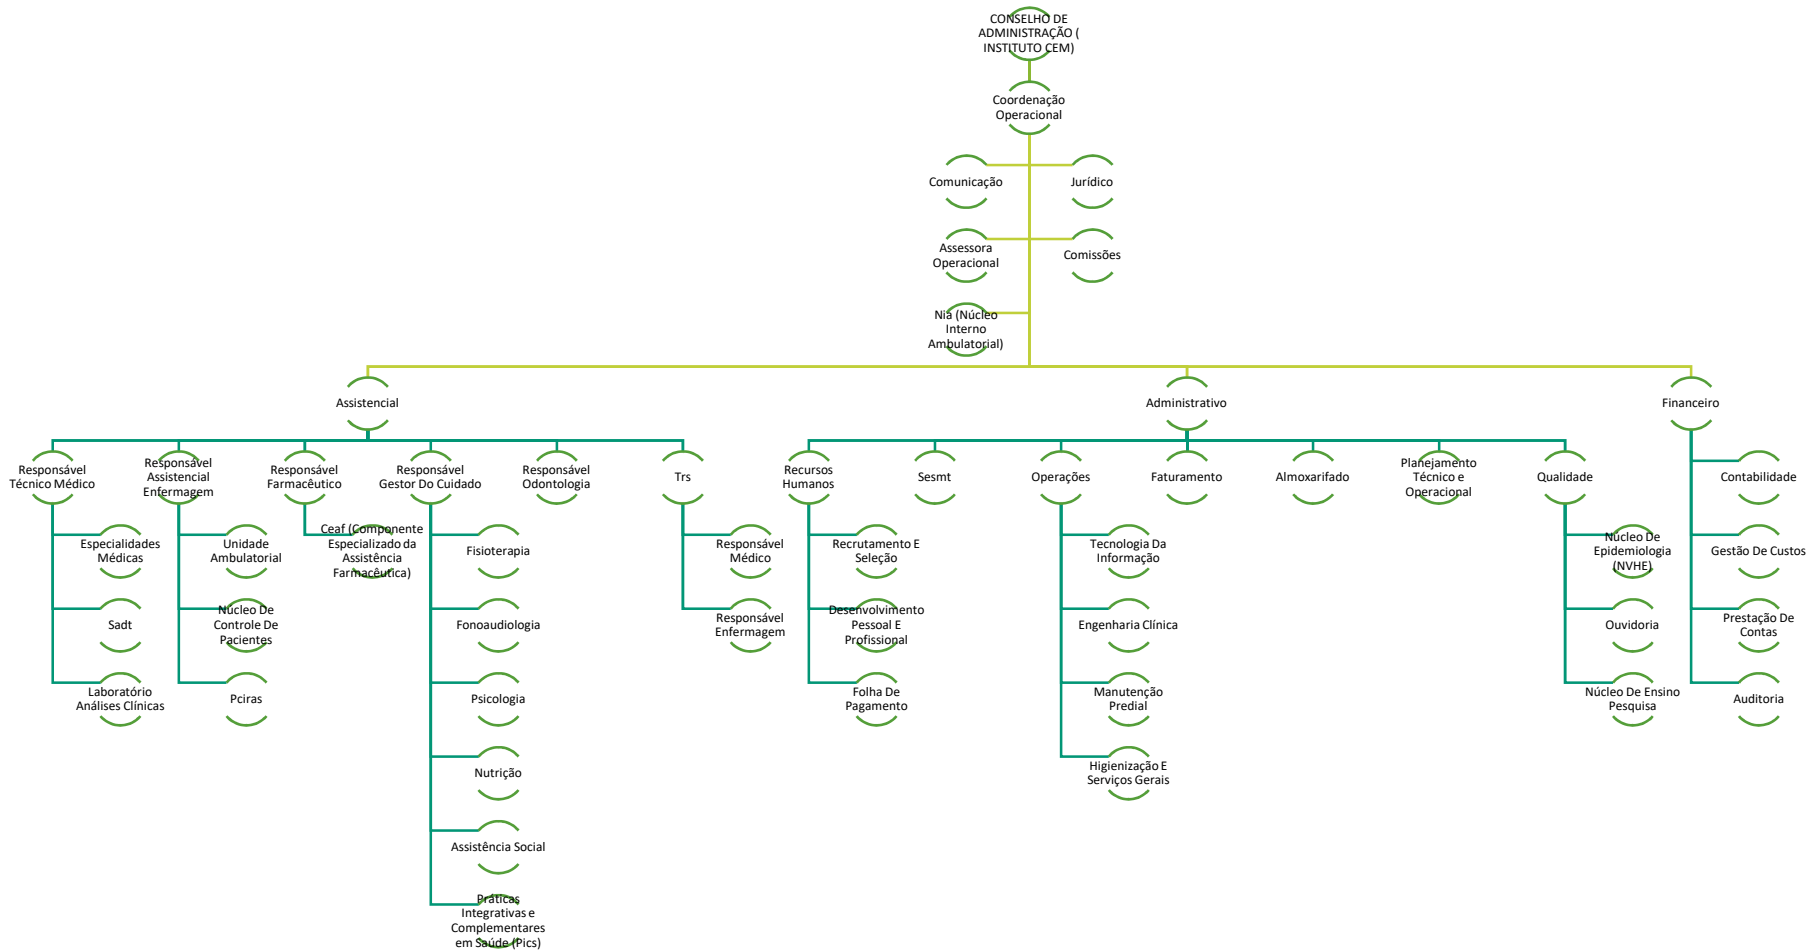 CONSELHO DE
ADMINISTRAÇÃO (
INSTITUTO CEM)
Coordenação
Operacional
Comunicação
Jurídico
Assessora
Operacional
Comissões
Nia (Núcleo
Interno
Ambulatorial)
Assistencial
Administrativo
Financeiro
Responsável
Técnico Médico
Responsável
Assistencial
Enfermagem
Responsável
Farmacêutico
Responsável
Gestor Do Cuidado
Responsável
Odontologia
Trs
Recursos
Humanos
Sesmt
Operações
Faturamento
Almoxarifado
Planejamento
Técnico e
Operacional
Qualidade
Contabilidade
Especialidades
Médicas
Unidade
Ambulatorial
Ceaf (Componente
Especializado da
Assistência
Farmacêutica)
Fisioterapia
Responsável
Médico
Recrutamento E
Seleção
Tecnologia Da
Informação
Núcleo De
Epidemiologia
(NVHE)
Gestão De Custos
Sadt
Núcleo De
Controle De
Pacientes
Fonoaudiologia
Responsável
Enfermagem
Desenvolvimento
Pessoal E
Profissional
Engenharia Clínica
Ouvidoria
Prestação De
Contas
Laboratório
Análises Clínicas
Pciras
Psicologia
Folha De
Pagamento
Manutenção
Predial
Núcleo De Ensino
Pesquisa
Auditoria
Nutrição
Higienização E
Serviços Gerais
Assistência Social
Práticas
Integrativas e
Complementares
em Saúde (Pics)